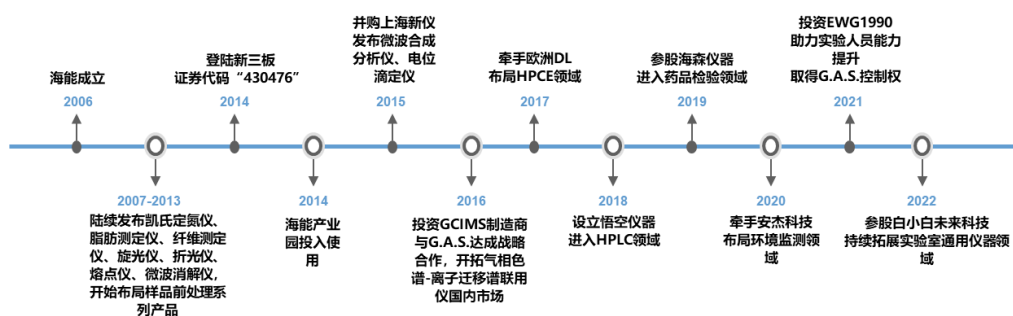 海能成立
2006
陆续发布凯氏定氮仪、
脂肪测定仪、纤维测定
仪、旋光仪、折光仪、
熔点仪、微波消解仪，
开始布局样品前处理系
列产品
2007-2013
登陆新三板
证券代码“430476”
2014
2014
海能产业
园投入使
用
并购上海新仪
发布微波合成
分析仪、电位
滴定仪
2015
2016
投资GCIMS制造商
与G.A.S.达成战略
合作，开拓气相色
谱-离子迁移谱联用
仪国内市场
牵手欧洲DL
布局HPCE领域
2017
2018
设立悟空仪器
进入HPLC领域
参股海森仪器
进入药品检验领域
2019
2020
牵手安杰科技
布局环境监测领
域
投资EWG1990
助力实验人员能力
提升
取得G.A.S.控制权
2021
2022
参股白小白未来科技
持续拓展实验室通用仪器领
域